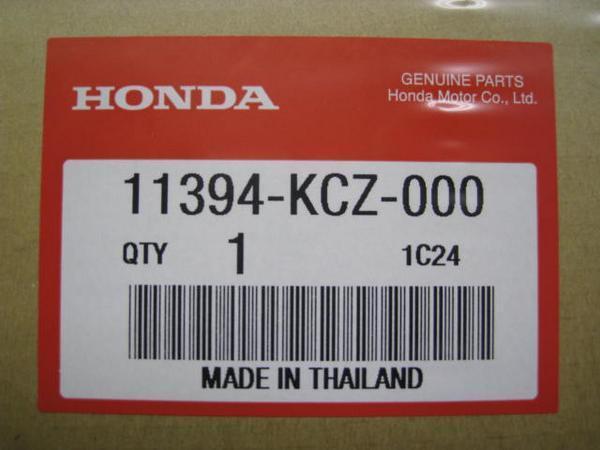 HONDA
GENUINE PARTS
Honda Motor Co., Ltd.
11394-KCZ-000
QTY 1 1C24
MADE IN THAILAND